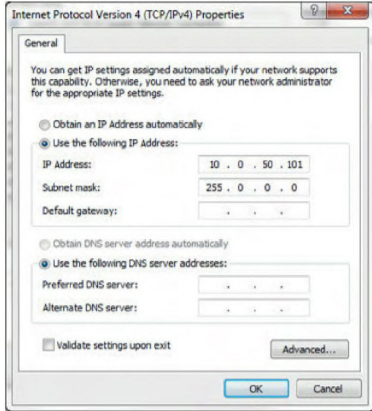 Internet Protocol Version 4 (TCP/IPv4) Properties
General
You can get IP settings assigned automatically if your network supports
this capability. Otherwise, you need to ask your network administrator
for the appropriate IP settings.
Obtain an IP Address automatically
Use the following IP Address:
IP Address: 10 . 0 . 50 . 101
Subnet mask: 255 . 0 . 0 . 0
Default gateway: . . .
Obtain DNS server address automatically
Use the following DNS server addresses:
Preferred DNS server: . . .
Alternate DNS server: . . .
Validate settings upon exit
Advanced...
OK Cancel